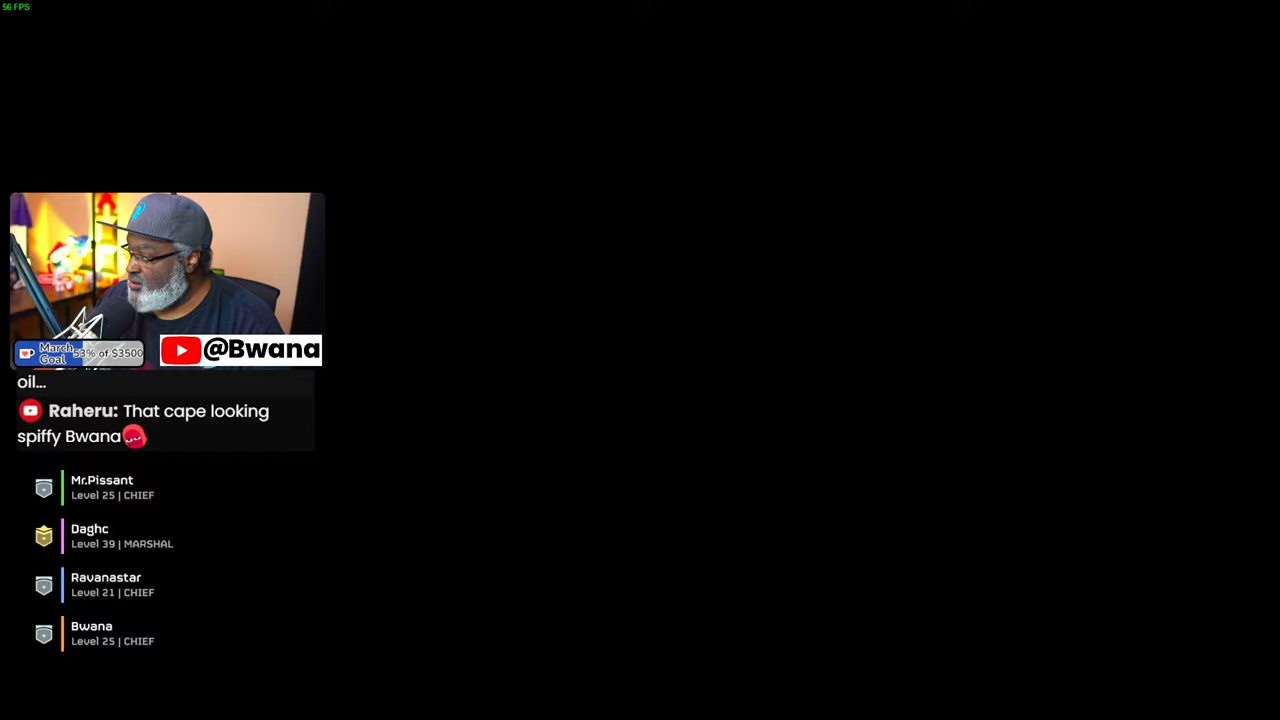 56 FPS
March
Goal
53% of $3500
@Bwana
oil...
Raheru: That cape looking
spiffy Bwana
Mr.Pissant
Level 25 | CHIEF
Daghc
Level 39 | MARSHAL
Ravanastar
Level 21 | CHIEF
Bwana
Level 25 | CHIEF